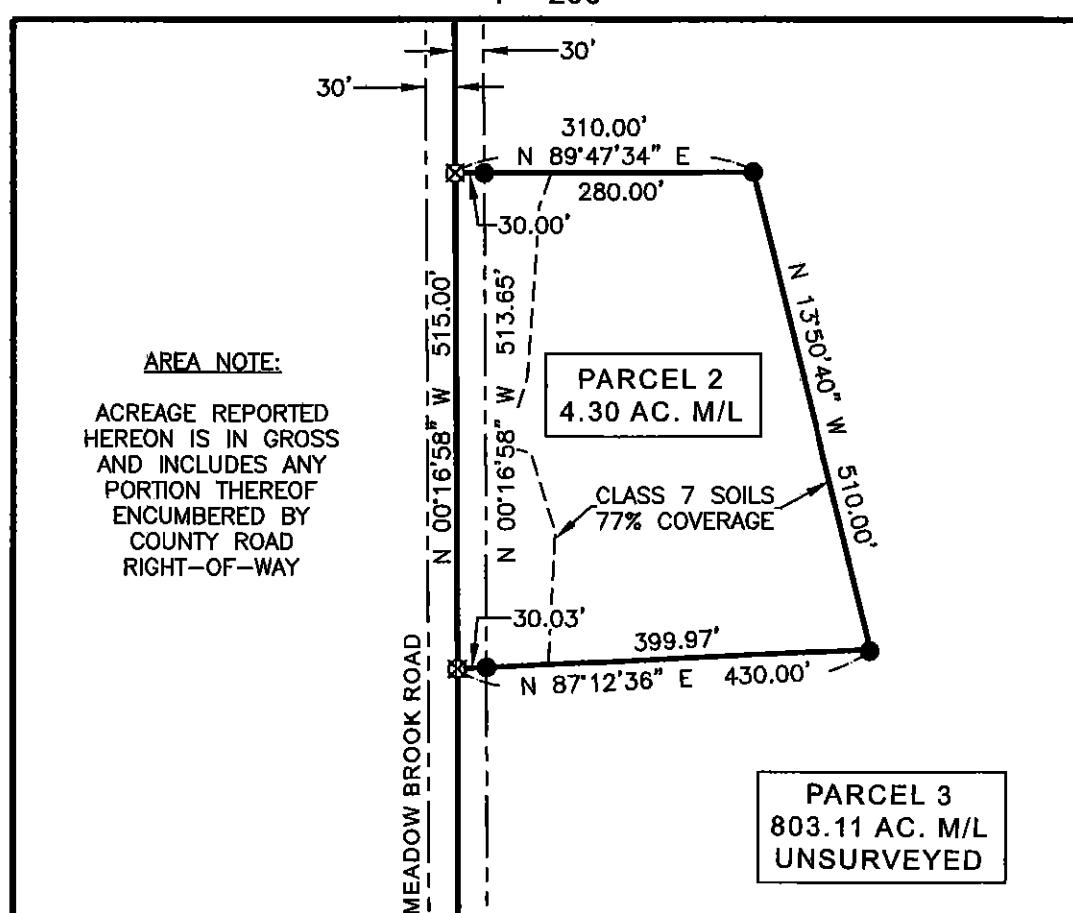 30'
30'
310.00'
N 89°47'34" E
280.00'
30.00'
N 00°16'58" W 515.00'
N 00°16'58" W 513.65'
N 13°50'40" W 510.00'
AREA NOTE:
ACREAGE REPORTED
HEREON IS IN GROSS
AND INCLUDES ANY
PORTION THEREOF
ENCUMBERED BY
COUNTY ROAD
RIGHT-OF-WAY
PARCEL 2
4.30 AC. M/L
CLASS 7 SOILS
77% COVERAGE
30.03'
399.97'
N 87°12'36" E 430.00'
MEADOW BROOK ROAD
PARCEL 3
803.11 AC. M/L
UNSURVEYED